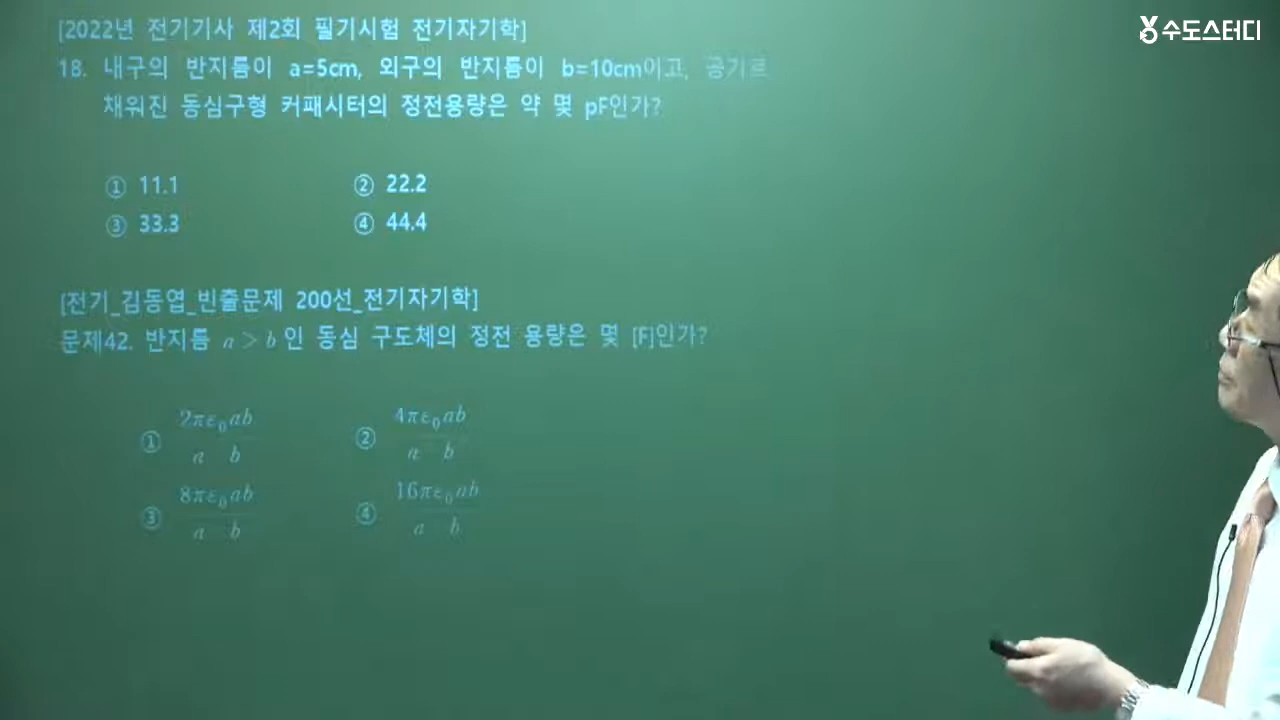 [2022년 전기기사 제2회 필기시험 전기자기학]
수도스터디
18. 내구의 반지름이 a=5cm, 외구의 반지름이 b=10cm이고, 공기로
채워진 동심구형 커패시터의 정전용량은 약 몇 pF인가?
① 11.1 ② 22.2
③ 33.3 ④ 44.4
[전기_김동엽_빈출문제 200선_전기자기학]
문제42. 반지름 a > b 인 동심 구도체의 정전 용량은 몇 [F]인가?
① 2πε₀ab / a b ② 4πε₀ab / a b
③ 8πε₀ab / a b ④ 16πε₀ab / a b